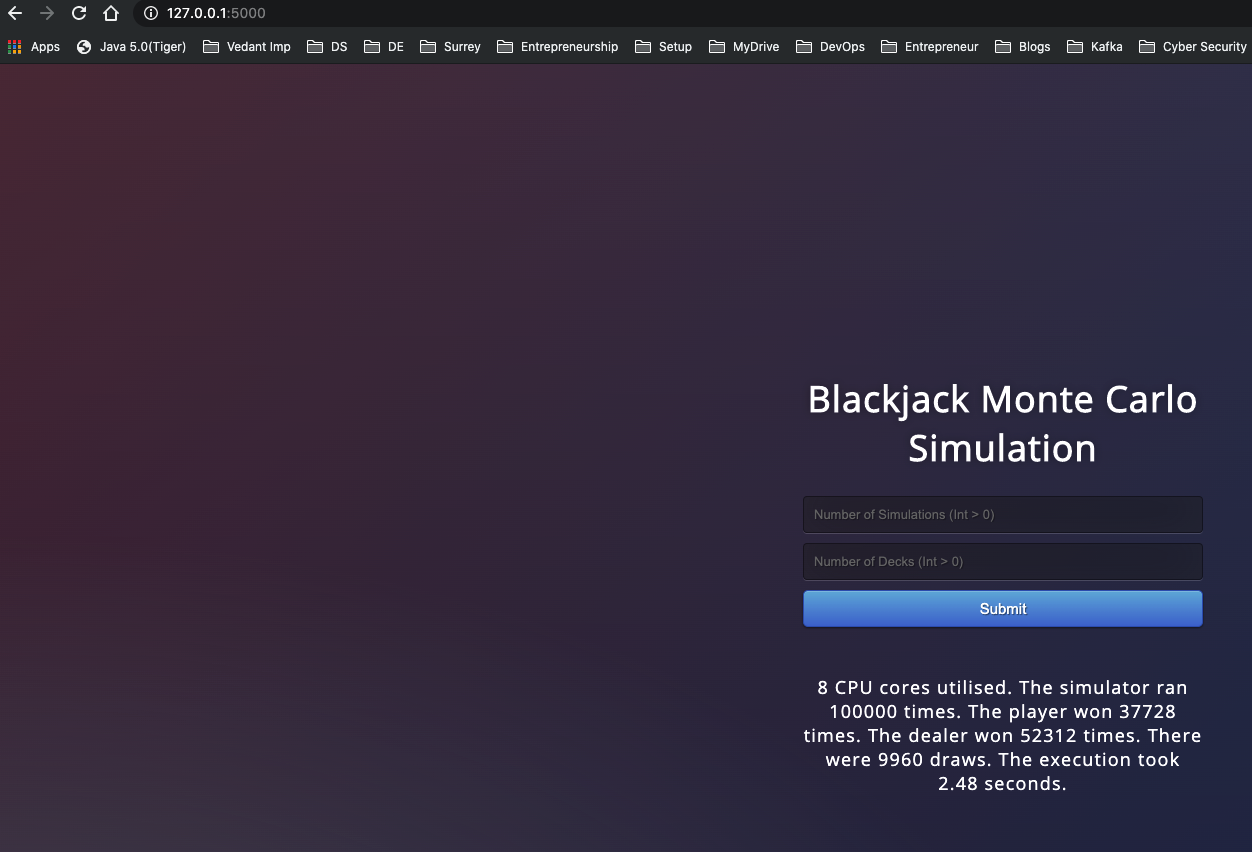 127.0.0.1:5000
Apps Java 5.0(Tiger) Vedant Imp DS DE Surrey Entrepreneurship Setup MyDrive DevOps Entrepreneur Blogs Kafka Cyber Security
Blackjack Monte Carlo
Simulation
Number of Simulations (Int > 0)
Number of Decks (Int > 0)
Submit
8 CPU cores utilised. The simulator ran
100000 times. The player won 37728
times. The dealer won 52312 times. There
were 9960 draws. The execution took
2.48 seconds.